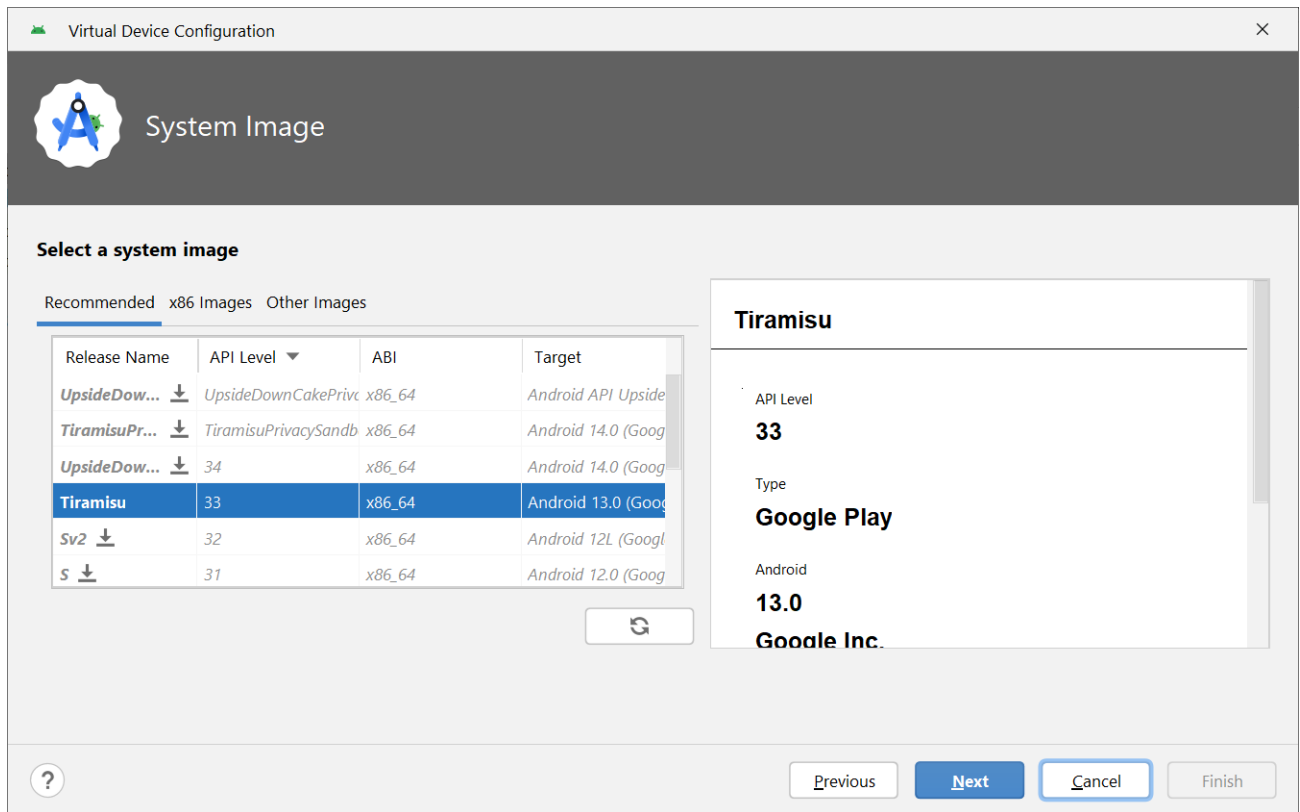 Virtual Device Configuration
System Image
Select a system image
Recommended x86 Images Other Images
Release Name API Level ABI Target
UpsideDow... UpsideDownCakePriva x86_64 Android API Upside
TiramisuPr... TiramisuPrivacySandb x86_64 Android 14.0 (Goog
UpsideDow... 34 x86_64 Android 14.0 (Goog
Tiramisu 33 x86_64 Android 13.0 (Goog
Sv2 32 x86_64 Android 12L (Googl
S 31 x86_64 Android 12.0 (Goog
Tiramisu
API Level
33
Type
Google Play
Android
13.0
Google Inc.
? Previous Next Cancel Finish